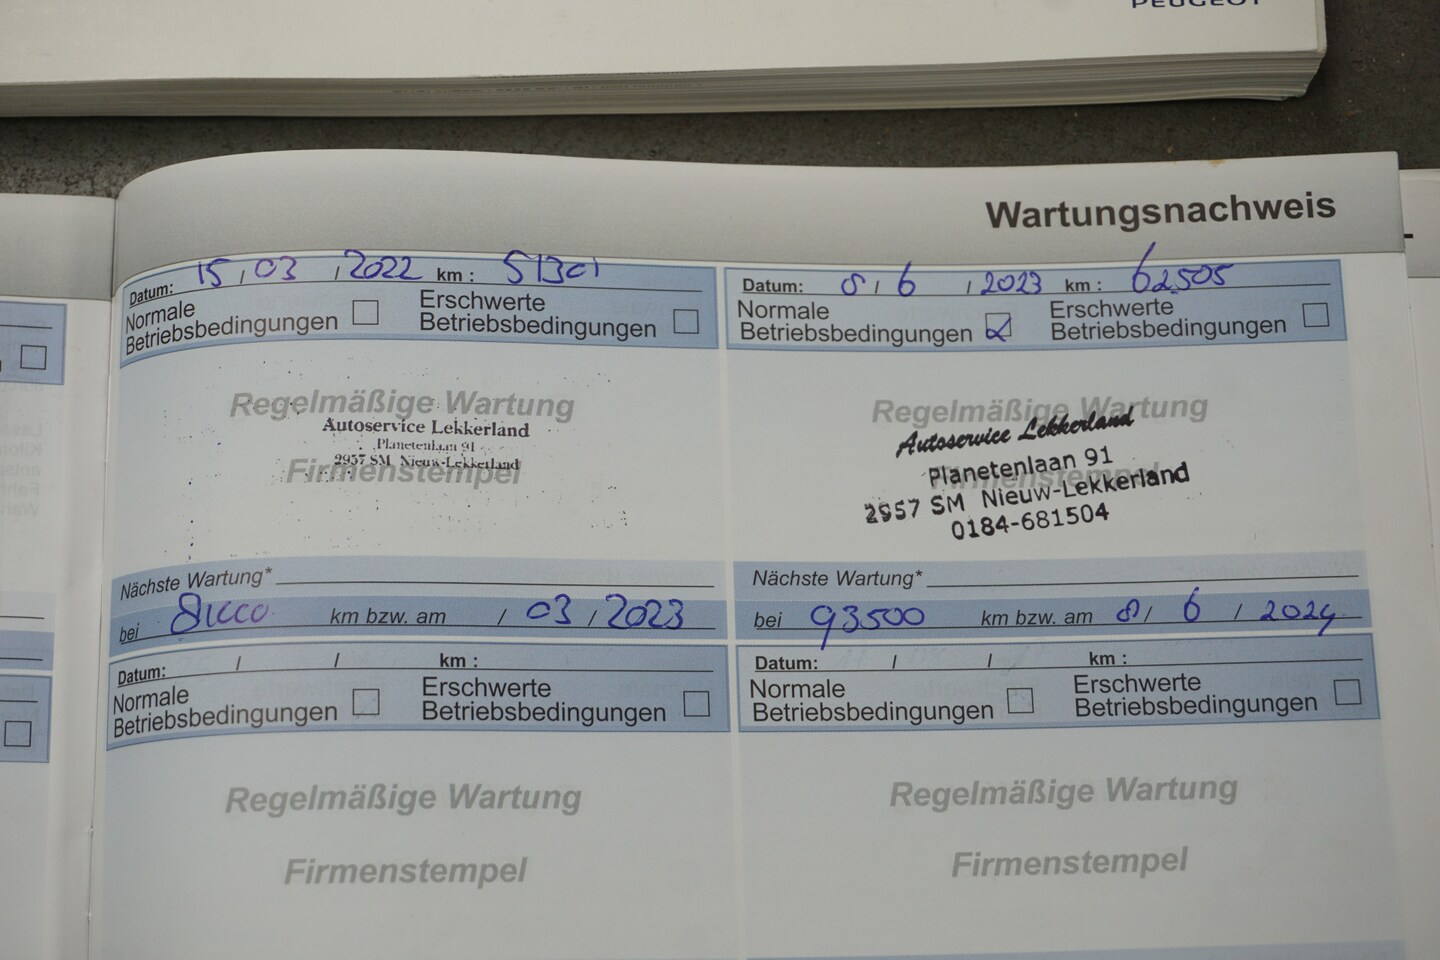 PEUGEOT
Wartungsnachweis
Datum: 15 / 03 / 2022 km : 51301
Normale
Betriebsbedingungen
Erschwerte
Betriebsbedingungen
Regelmäßige Wartung
Autoservice Lekkerland
Planetenlaan 91
2957 SM Nieuw-Lekkerland
Firmenstempel
Nächste Wartung*
bei km bzw. am / 03 / 2023
Datum: 8 / 6 / 2023 km : 62505
Normale
Betriebsbedingungen
Erschwerte
Betriebsbedingungen
Regelmäßige Wartung
Autoservice Lekkerland
Firmenstempel
Planetenlaan 91
2957 SM Nieuw-Lekkerland
0184-681504
Nächste Wartung*
bei 93500 km bzw. am 8 / 6 / 2024
Datum: / / km :
Normale
Betriebsbedingungen
Erschwerte
Betriebsbedingungen
Regelmäßige Wartung
Firmenstempel
Datum: / / km :
Normale
Betriebsbedingungen
Erschwerte
Betriebsbedingungen
Regelmäßige Wartung
Firmenstempel